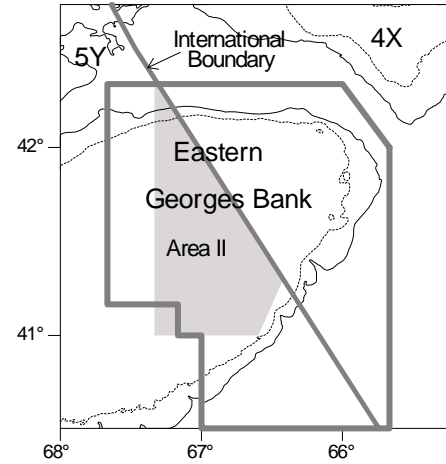 International
Boundary
4X
5Y
42°
Eastern
Georges Bank
Area II
41°
68°
67°
66°